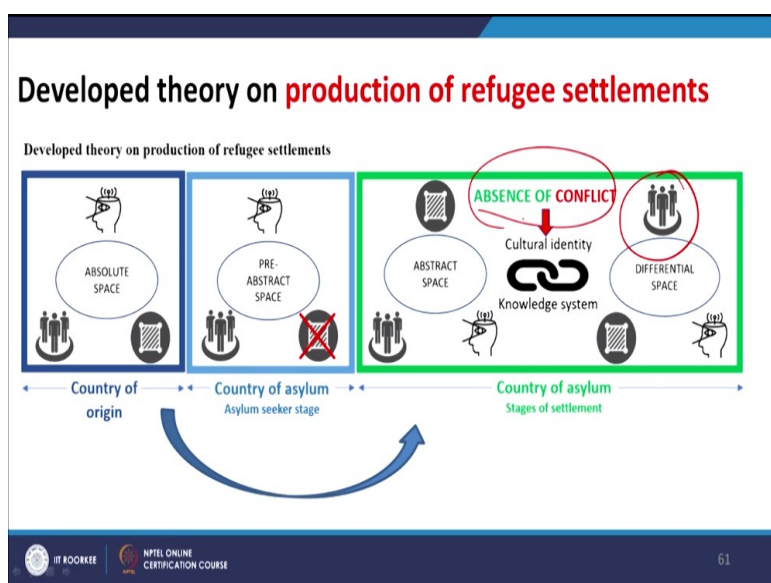 Developed theory on production of refugee settlements
Developed theory on production of refugee settlements
ABSOLUTE
SPACE
PRE-
ABSTRACT
SPACE
ABSENCE OF CONFLICT
Cultural identity
ABSTRACT
SPACE
Knowledge system
DIFFERENTIAL
SPACE
Country of
origin
Country of asylum
Asylum seeker stage
Country of asylum
Stages of settlement
IIT ROORKEE
NPTEL
NPTEL ONLINE
CERTIFICATION COURSE
61